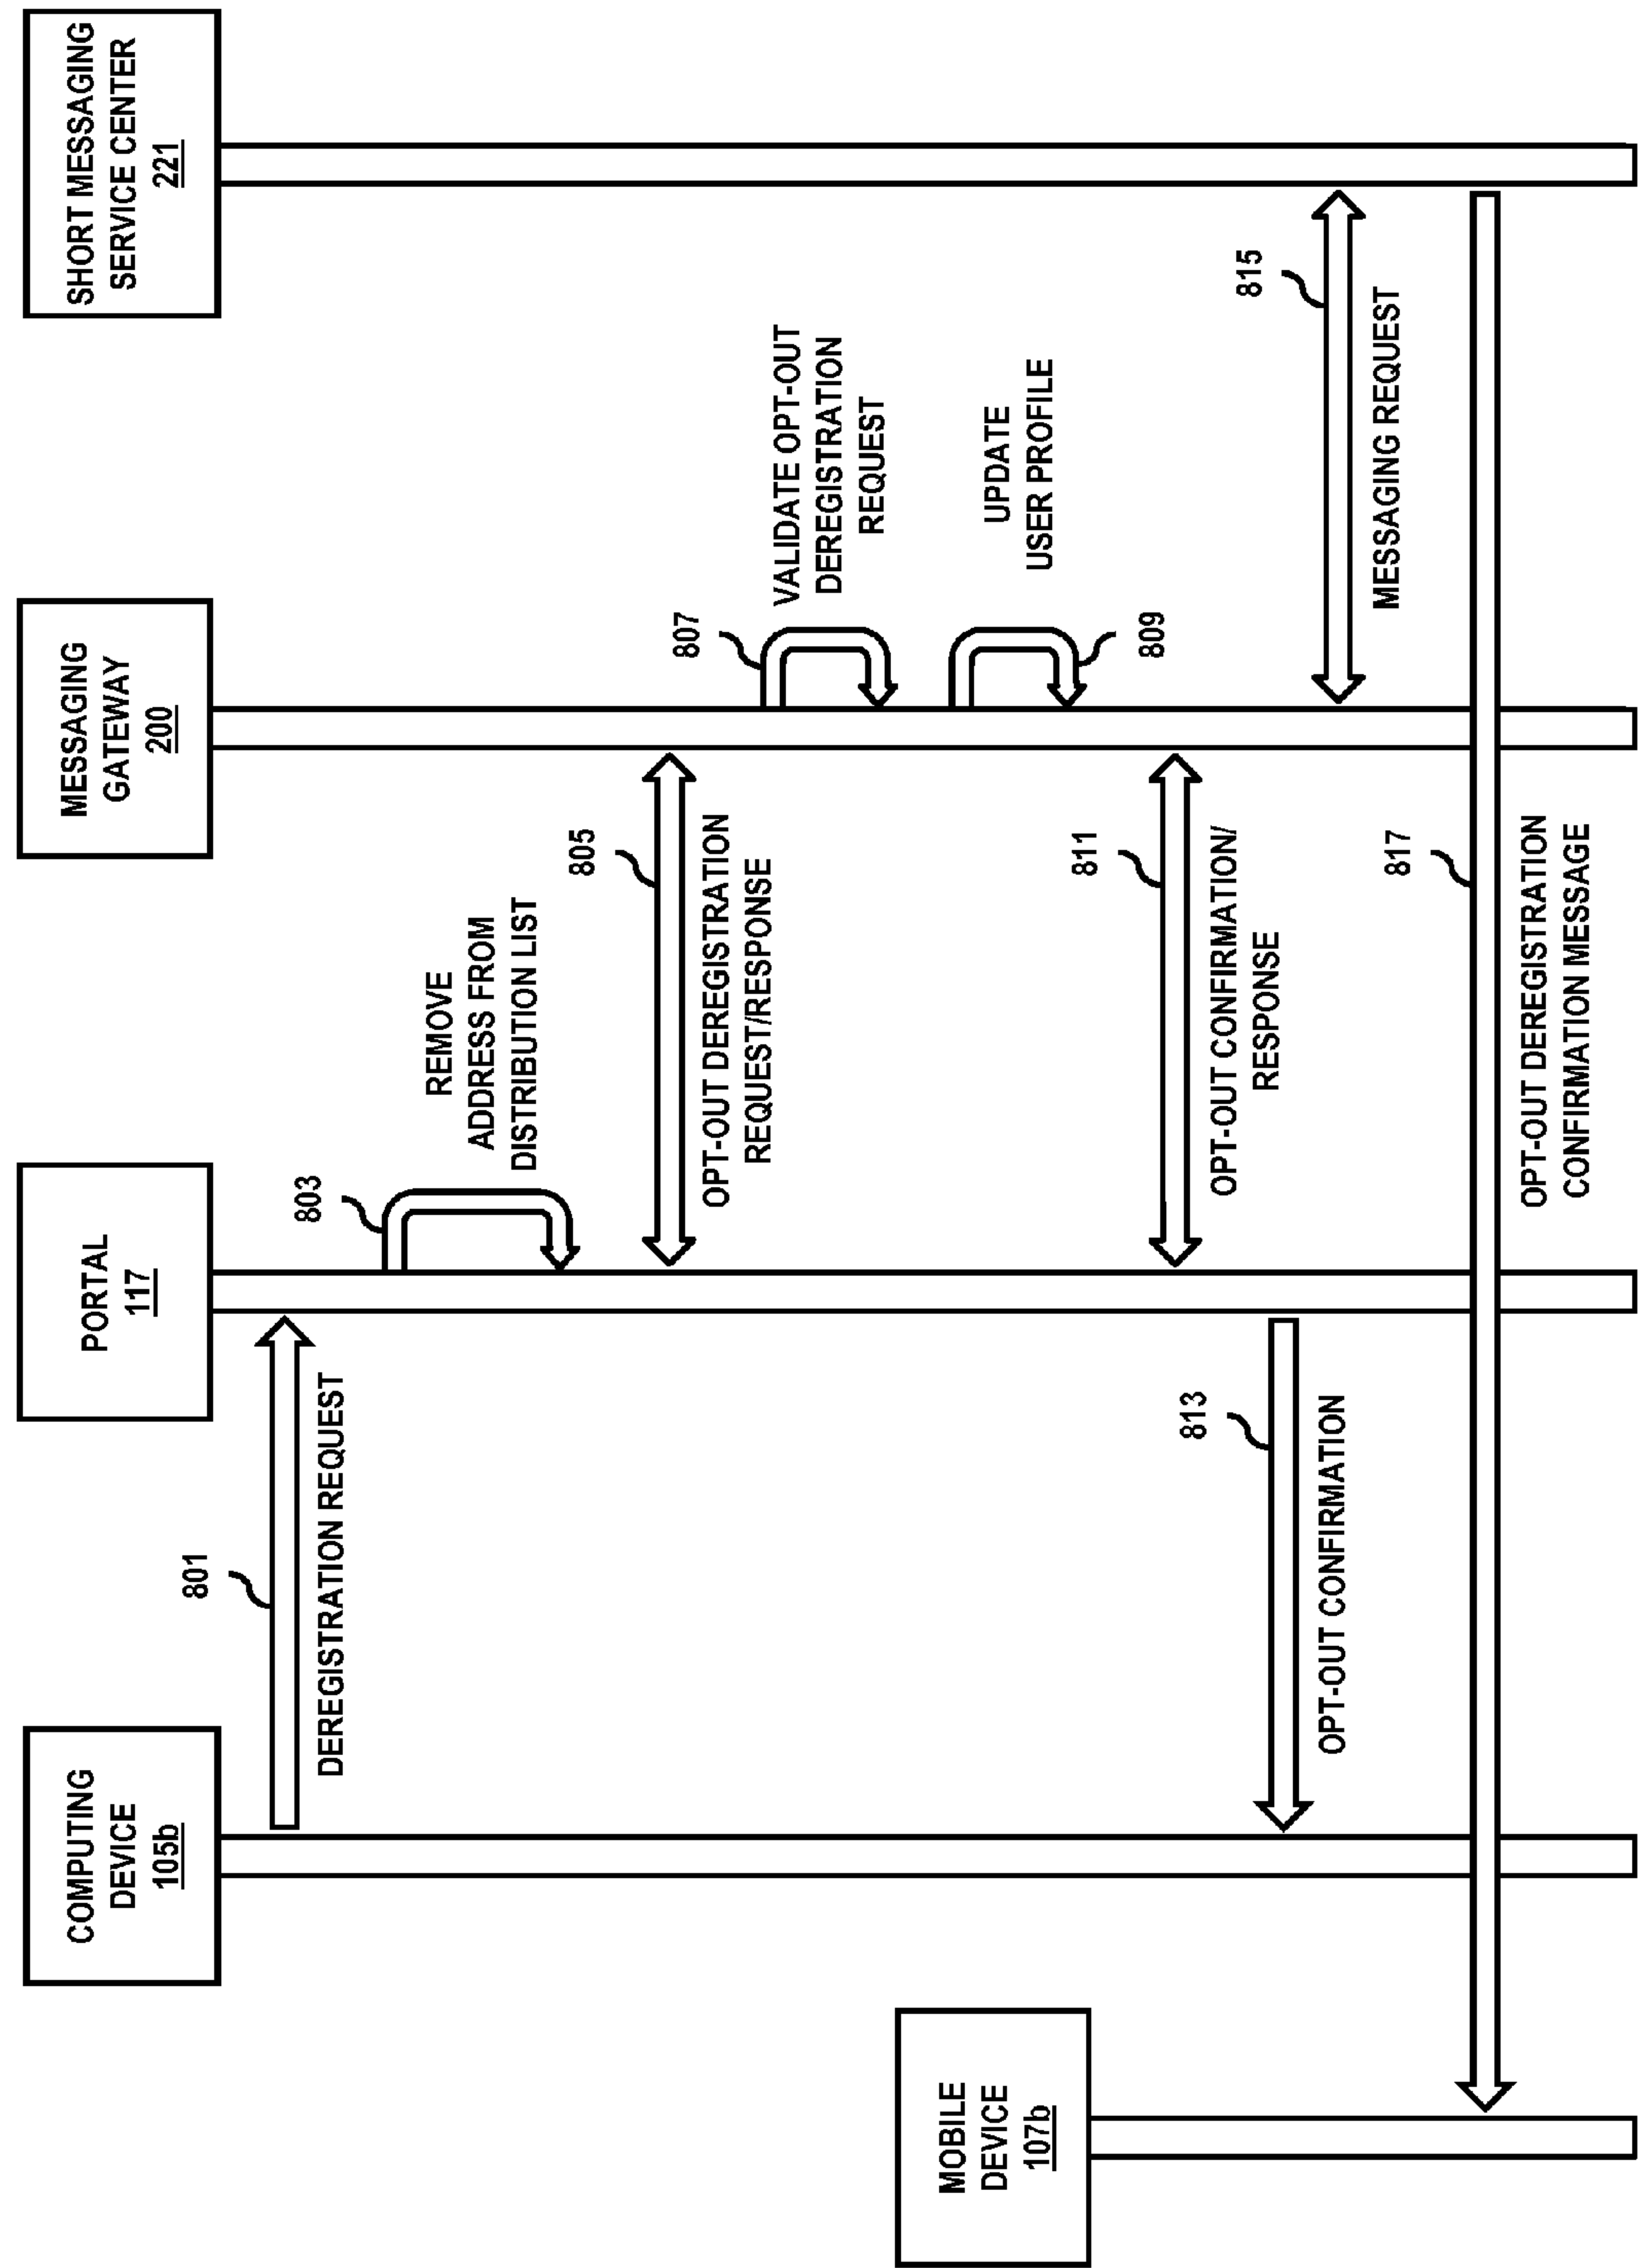 SHORT MESSAGING
SERVICE CENTER
221
MESSAGING
GATEWAY
200
PORTAL
117
COMPUTING
DEVICE
105b
MOBILE
DEVICE
107b
801
DEREGISTRATION REQUEST
803
REMOVE
ADDRESS FROM
DISTRIBUTION LIST
805
OPT-OUT DEREGISTRATION
REQUEST/RESPONSE
807
VALIDATE OPT-OUT
DEREGISTRATION
REQUEST
UPDATE
USER PROFILE
809
811
OPT-OUT CONFIRMATION/
RESPONSE
813
OPT-OUT CONFIRMATION
815
MESSAGING REQUEST
817
OPT-OUT DEREGISTRATION
CONFIRMATION MESSAGE